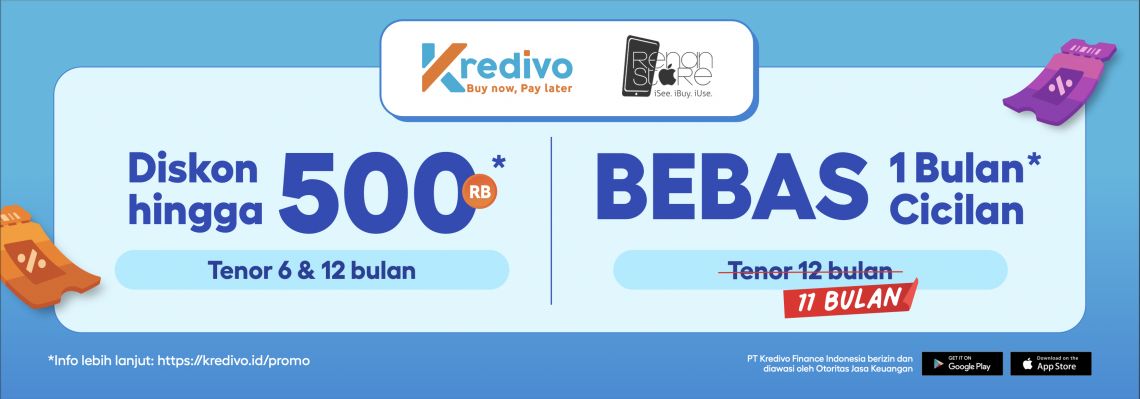 Kredivo
Buy now, Pay later
Renan
Store
iSee. iBuy. iUse.
Diskon
hingga
500 RB*
Tenor 6 & 12 bulan
BEBAS
1 Bulan*
Cicilan
Tenor 12 bulan
11 BULAN
*Info lebih lanjut: https://kredivo.id/promo
PT Kredivo Finance Indonesia berizin dan
diawasi oleh Otoritas Jasa Keuangan
GET IT ON
Google Play
Download on the
App Store